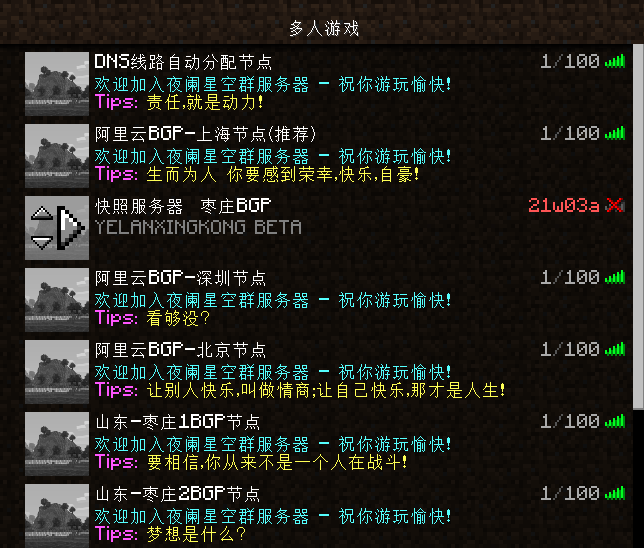 多人游戏
DNS线路自动分配节点 1/100
欢迎加入夜阑星空群服务器 - 祝你游玩愉快!
Tips: 责任,就是动力!
阿里云BGP-上海节点(推荐) 1/100
欢迎加入夜阑星空群服务器 - 祝你游玩愉快!
Tips: 生而为人 你要感到荣幸,快乐,自豪!
快照服务器 枣庄BGP 21w03a
YELANXINGKONG BETA
阿里云BGP-深圳节点 1/100
欢迎加入夜阑星空群服务器 - 祝你游玩愉快!
Tips: 看够没?
阿里云BGP-北京节点 1/100
欢迎加入夜阑星空群服务器 - 祝你游玩愉快!
Tips: 让别人快乐,叫做情商;让自己快乐,那才是人生!
山东-枣庄1BGP节点 1/100
欢迎加入夜阑星空群服务器 - 祝你游玩愉快!
Tips: 要相信,你从来不是一个人在战斗!
山东-枣庄2BGP节点 1/100
欢迎加入夜阑星空群服务器 - 祝你游玩愉快!
Tips: 梦想是什么?